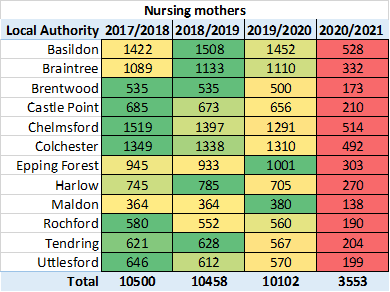 Nursing mothers
Local Authority 2017/2018 2018/2019 2019/2020 2020/2021
Basildon 1422 1508 1452 528
Braintree 1089 1133 1110 332
Brentwood 535 535 500 173
Castle Point 685 673 656 210
Chelmsford 1519 1397 1291 514
Colchester 1349 1338 1310 492
Epping Forest 945 933 1001 303
Harlow 745 785 705 270
Maldon 364 364 380 138
Rochford 580 552 560 190
Tendring 621 628 567 204
Uttlesford 646 612 570 199
Total 10500 10458 10102 3553